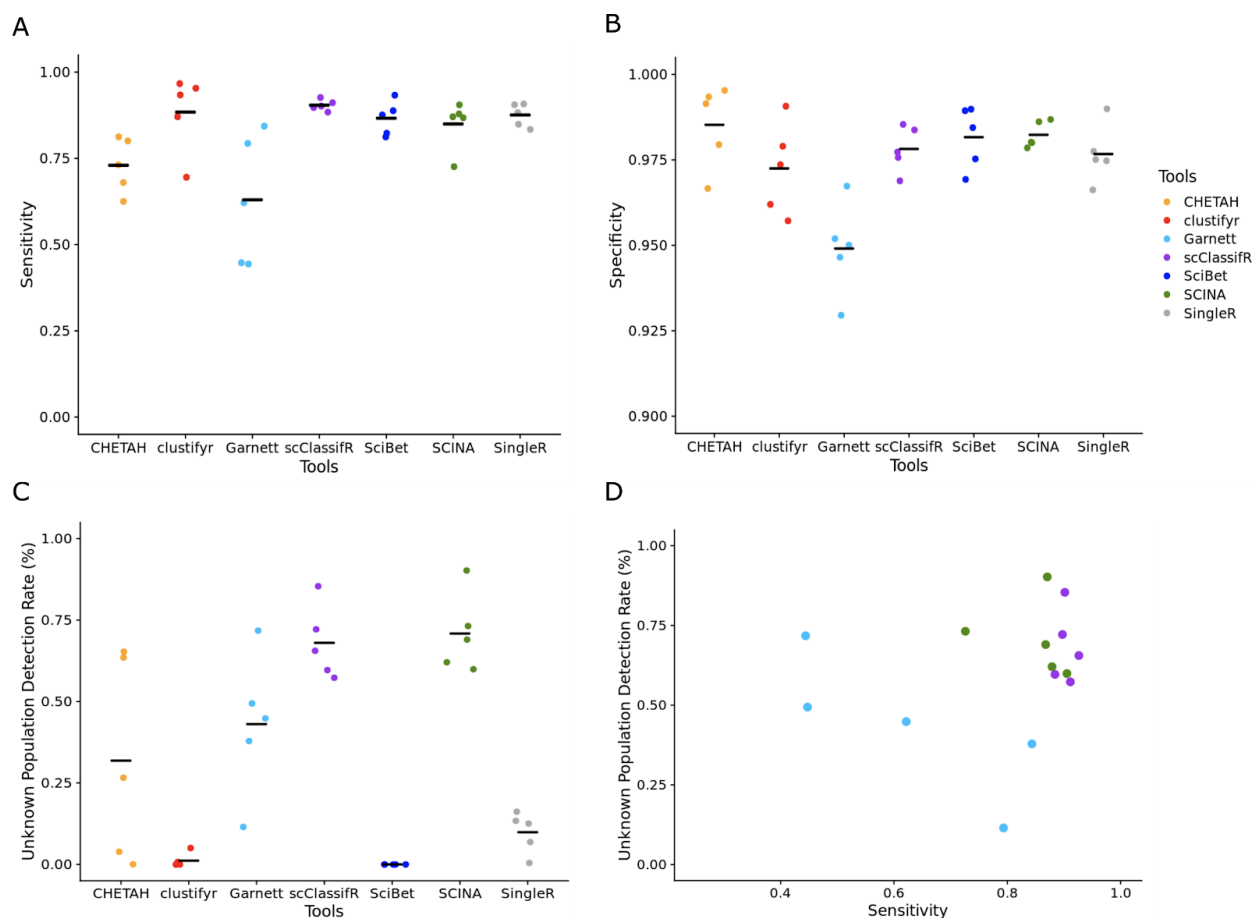 A
1.00
0.75
0.50
0.25
0.00
Sensitivity
CHETAH clustifyr Garnett scClassifR SciBet SCINA SingleR
Tools
B
1.000
0.975
0.950
0.925
0.900
Specificity
CHETAH clustifyr Garnett scClassifR SciBet SCINA SingleR
Tools
Tools
CHETAH
clustifyr
Garnett
scClassifR
SciBet
SCINA
SingleR
C
1.00
0.75
0.50
0.25
0.00
Unknown Population Detection Rate (%)
CHETAH clustifyr Garnett scClassifR SciBet SCINA SingleR
Tools
D
1.00
0.75
0.50
0.25
0.00
Unknown Population Detection Rate (%)
0.4 0.6 0.8 1.0
Sensitivity